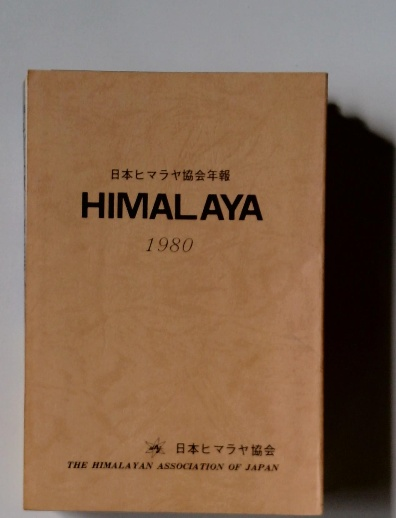 日本ヒマラヤ協会年報
HIMALAYA
1980
日本ヒマラヤ協会
THE HIMALAYAN ASSOCIATION OF JAPAN